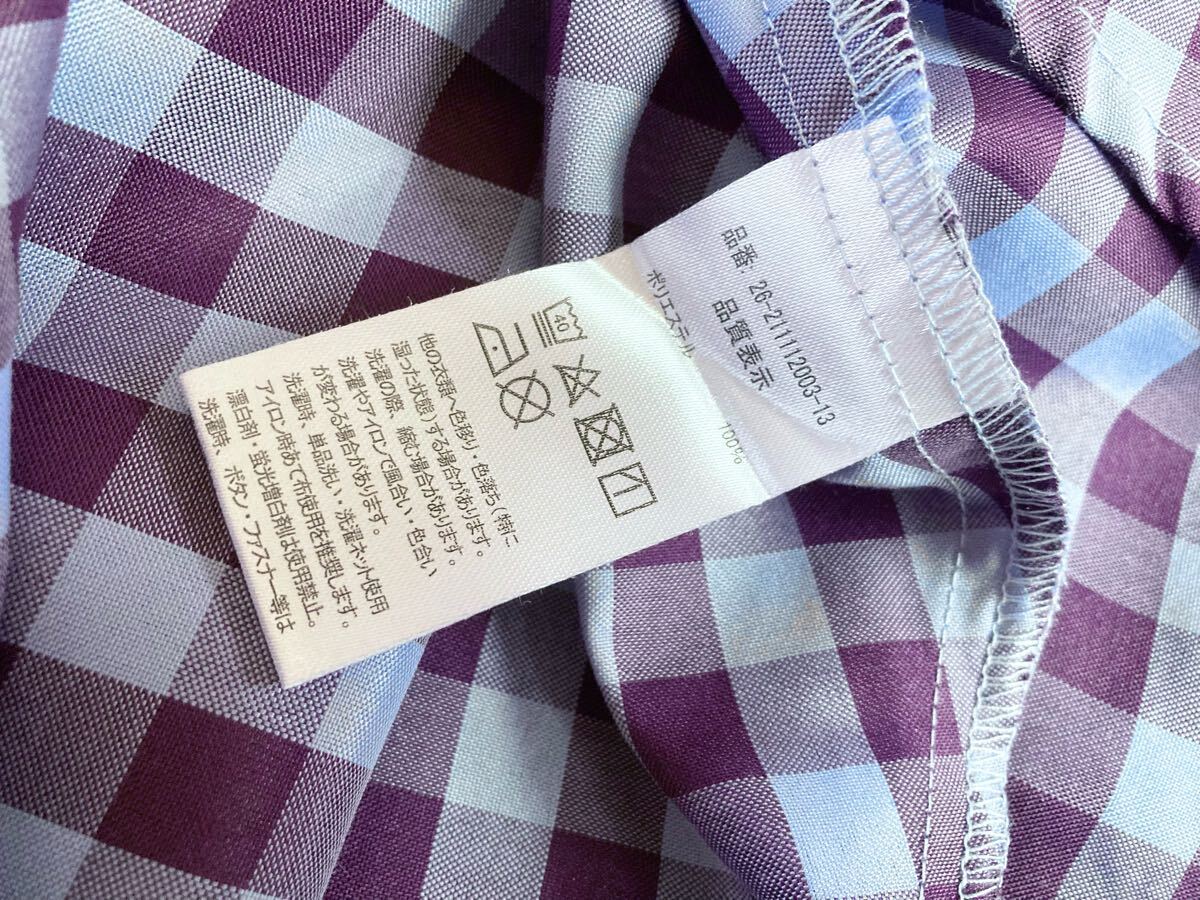 品番: 26-211112003-13
品質表示
ポリエステル 100%
40
他の衣類へ色移り・色落ち(特に
湿った状態)する場合があります。
洗濯の際、縮む場合があります。
洗濯やアイロンで風合い・色合い
が変わる場合があります。
洗濯時、単品洗い・洗濯ネット使用
アイロン時あて布使用を推奨します。
漂白剤・蛍光増白剤は使用禁止。
洗濯時、ボタン・ファスナー等は